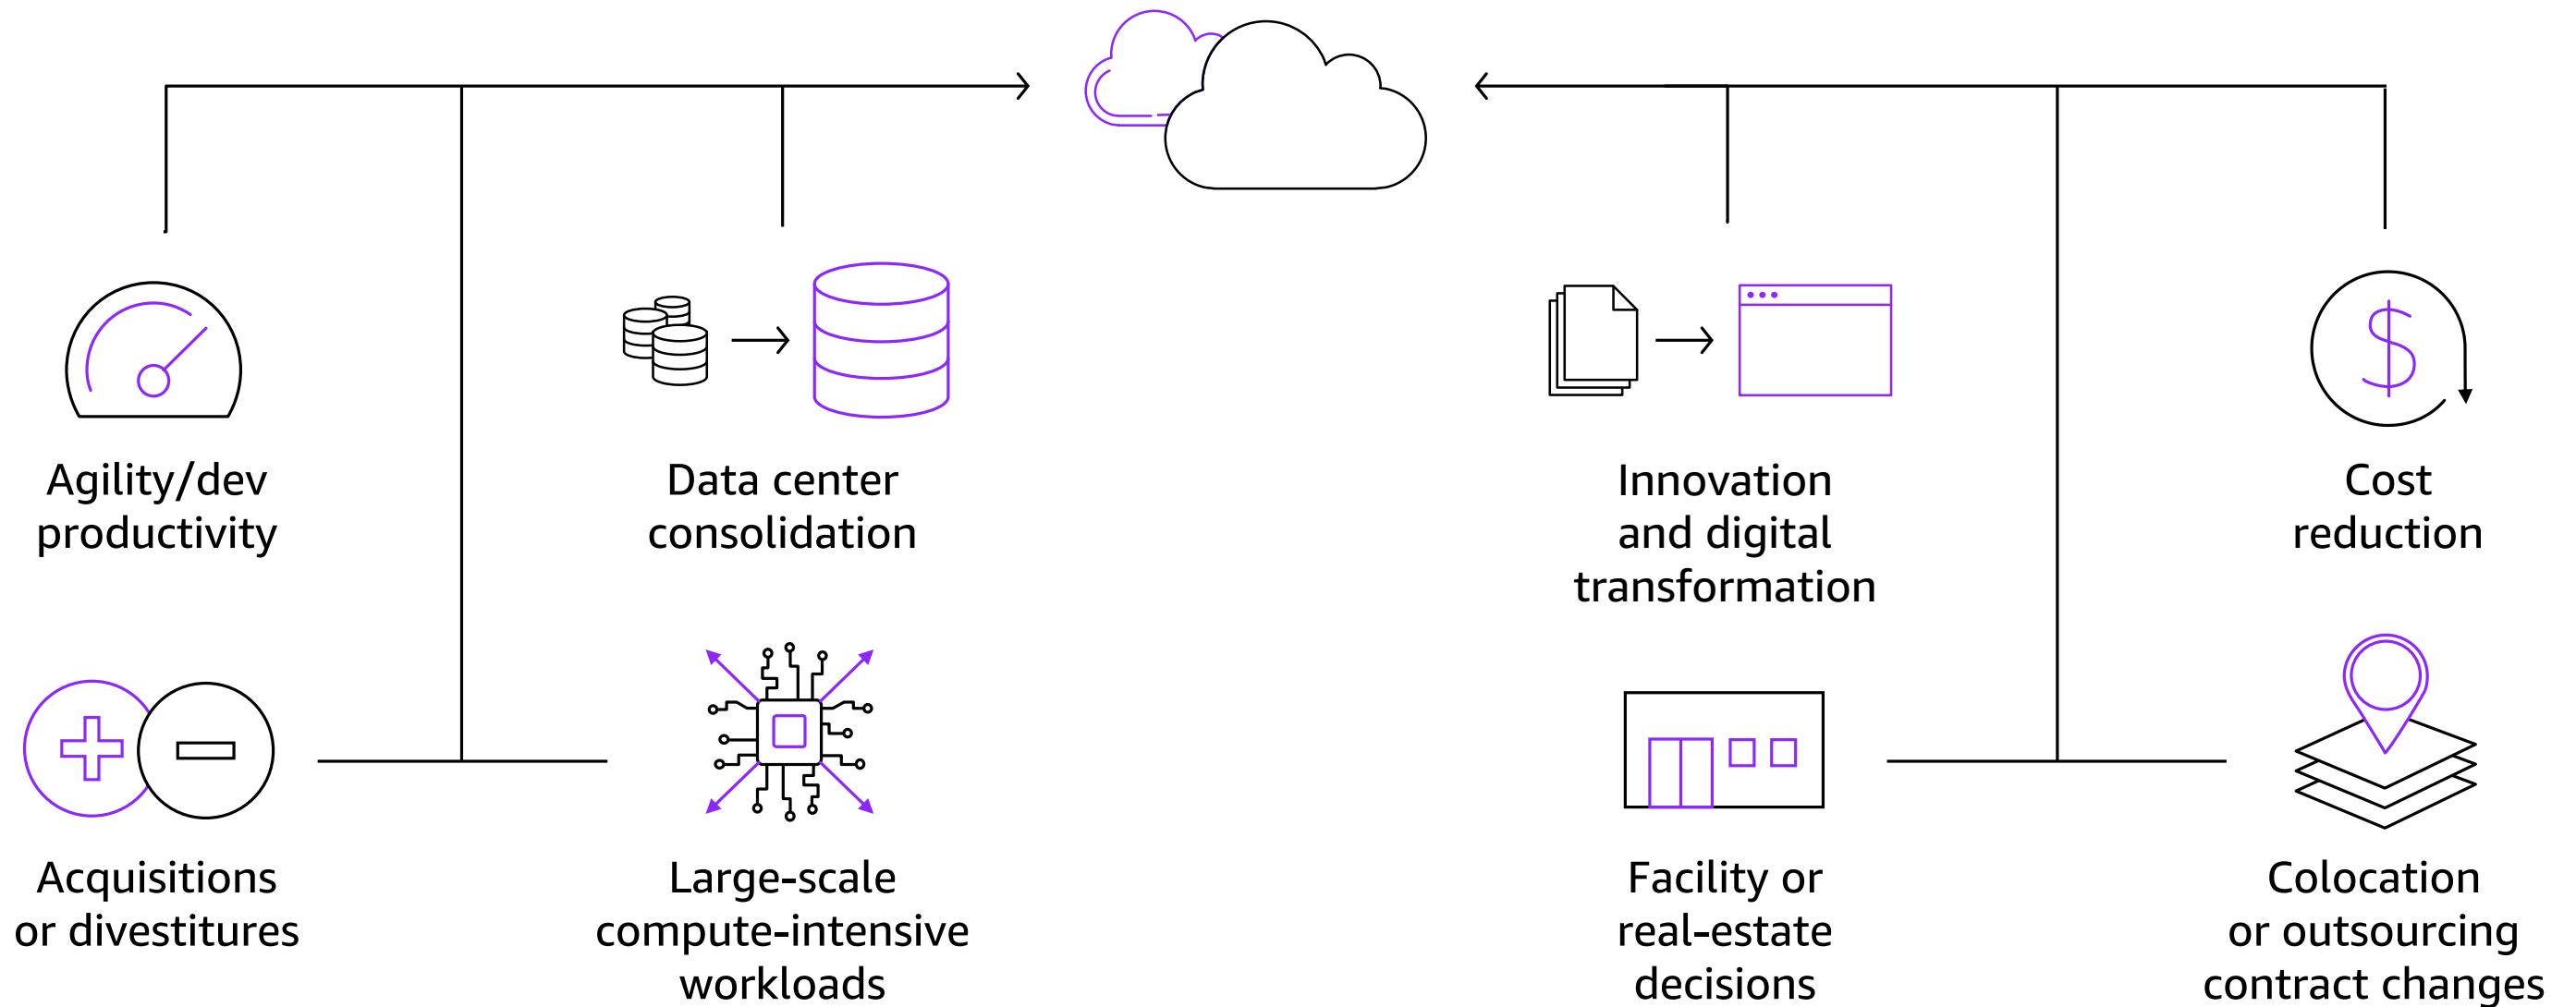 Agility/dev
productivity
Data center
consolidation
Innovation
and digital
transformation
Cost
reduction
Acquisitions
or divestitures
Large-scale
compute-intensive
workloads
Facility or
real-estate
decisions
Colocation
or outsourcing
contract changes